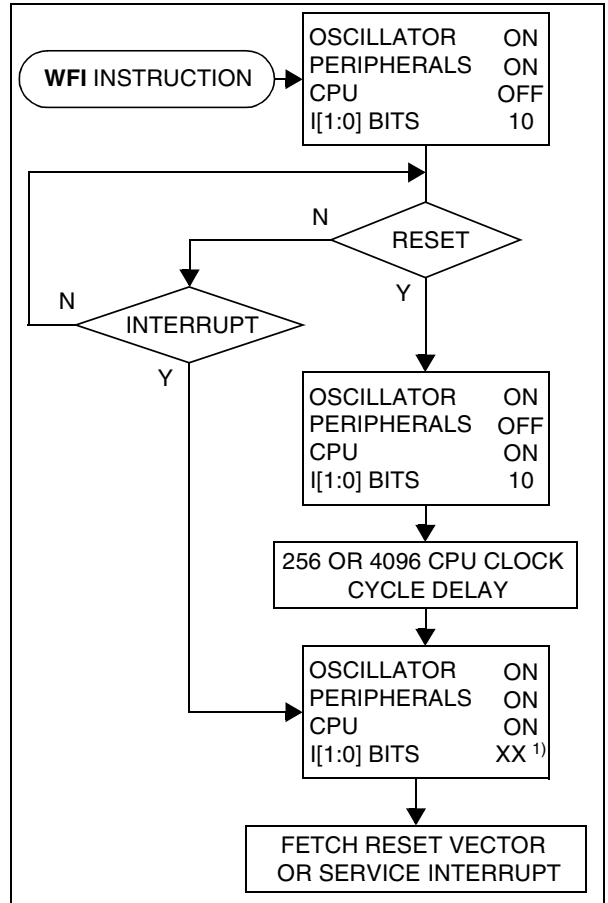 WFI INSTRUCTION
OSCILLATOR ON
PERIPHERALS ON
CPU OFF
I[1:0] BITS 10
N
RESET
N
Y
INTERRUPT
Y
OSCILLATOR ON
PERIPHERALS OFF
CPU ON
I[1:0] BITS 10
256 OR 4096 CPU CLOCK
CYCLE DELAY
OSCILLATOR ON
PERIPHERALS ON
CPU ON
I[1:0] BITS XX 1)
FETCH RESET VECTOR
OR SERVICE INTERRUPT